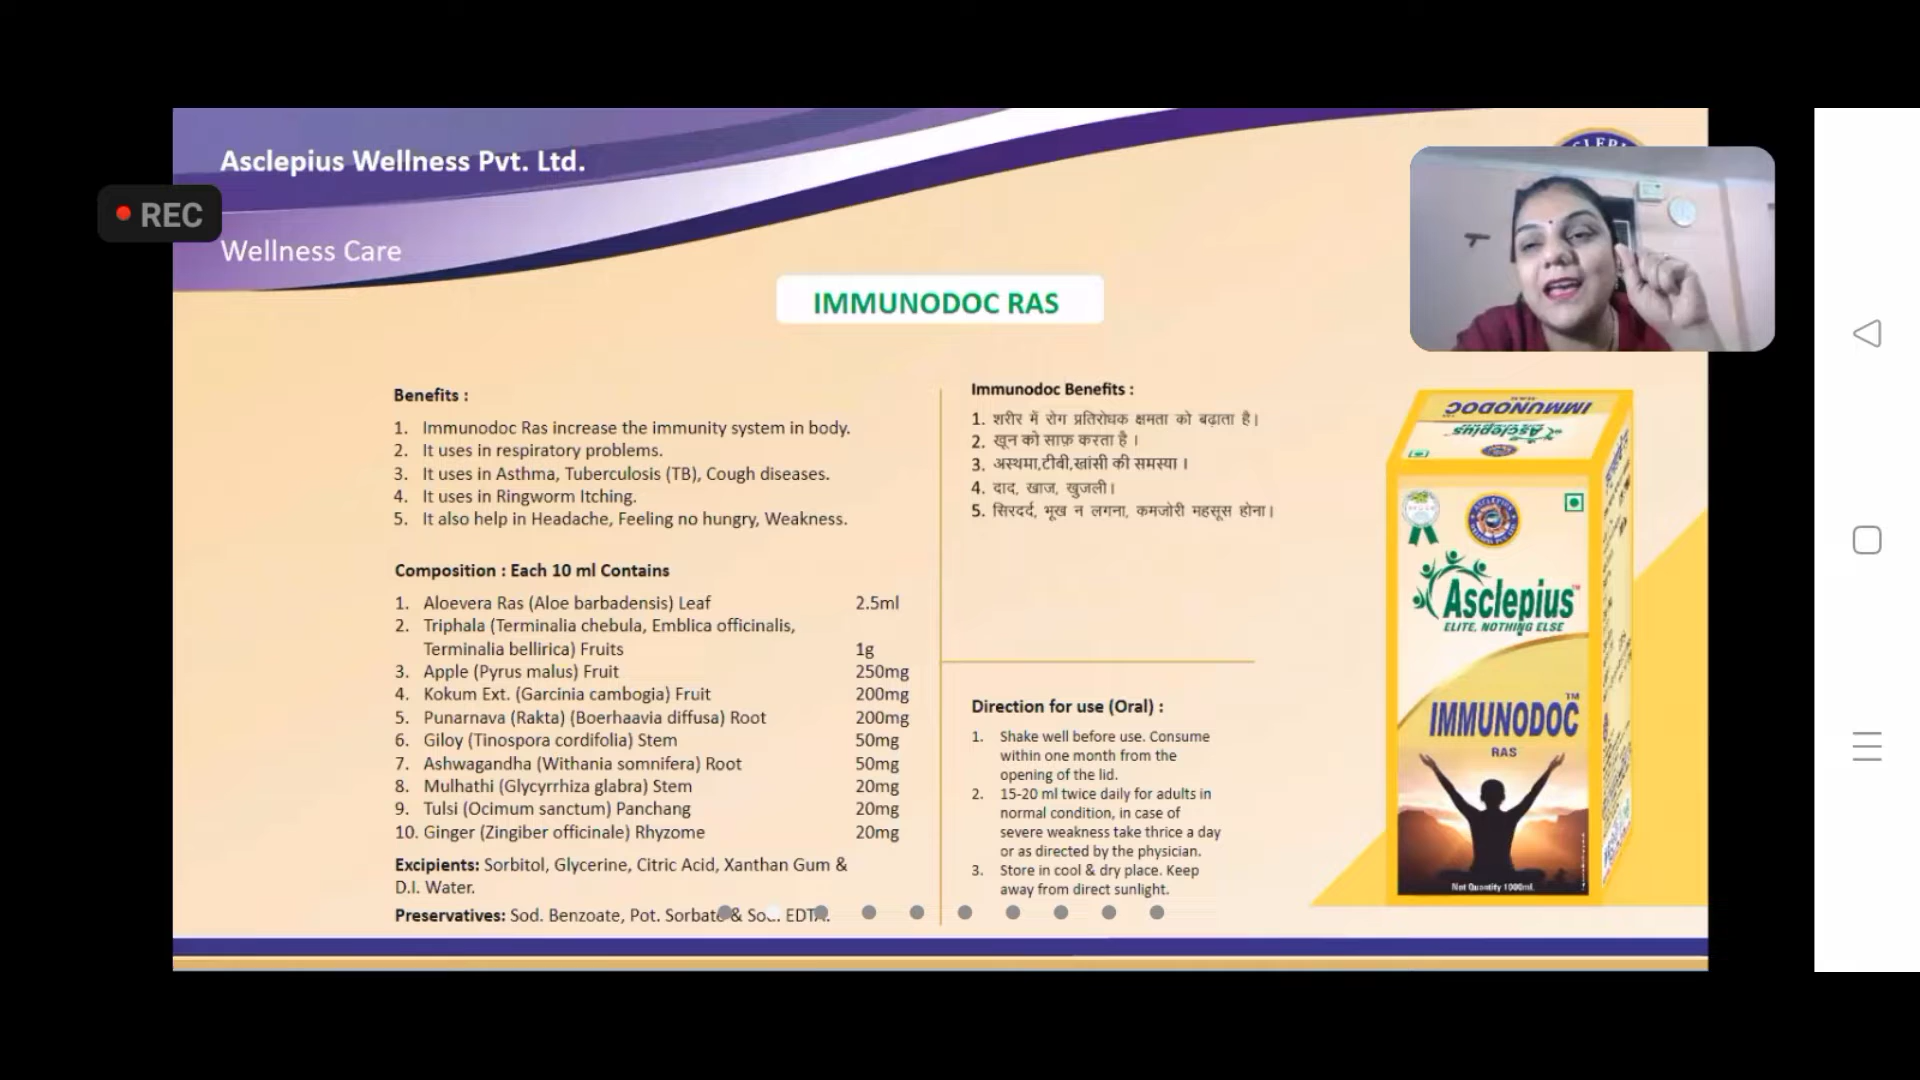 Asclepius Wellness Pvt. Ltd.
REC
Wellness Care
IMMUNODOC RAS
Benefits :
1. Immunodoc Ras increase the immunity system in body.
2. It uses in respiratory problems.
3. It uses in Asthma, Tuberculosis (TB), Cough diseases.
4. It uses in Ringworm Itching.
5. It also help in Headache, Feeling no hungry, Weakness.
Composition : Each 10 ml Contains
1. Aloevera Ras (Aloe barbadensis) Leaf 2.5ml
2. Triphala (Terminalia chebula, Emblica officinalis,
Terminalia bellirica) Fruits 1g
3. Apple (Pyrus malus) Fruit 250mg
4. Kokum Ext. (Garcinia cambogia) Fruit 200mg
5. Punarnava (Rakta) (Boerhaavia diffusa) Root 200mg
6. Giloy (Tinospora cordifolia) Stem 50mg
7. Ashwagandha (Withania somnifera) Root 50mg
8. Mulhathi (Glycyrrhiza glabra) Stem 20mg
9. Tulsi (Ocimum sanctum) Panchang 20mg
10. Ginger (Zingiber officinale) Rhyzome 20mg
Excipients: Sorbitol, Glycerine, Citric Acid, Xanthan Gum &
D.I. Water.
Preservatives: Sod. Benzoate, Pot. Sorbate & Sod. EDTA.
Immunodoc Benefits :
1. शरीर में रोग प्रतिरोधक क्षमता को बढ़ाता है।
2. खून को साफ़ करता है ।
3. अस्थमा,टीबी,खांसी की समस्या ।
4. दाद, खाज, खुजली।
5. सिरदर्द, भूख न लगना, कमजोरी महसूस होना।
Direction for use (Oral) :
1. Shake well before use. Consume
within one month from the
opening of the lid.
2. 15-20 ml twice daily for adults in
normal condition, in case of
severe weakness take thrice a day
or as directed by the physician.
3. Store in cool & dry place. Keep
away from direct sunlight.
IMMUNODOC
Asclepius
Asclepius™
ELITE, NOTHING ELSE
IMMUNODOC™
RAS
Net Quantity 1000ml.